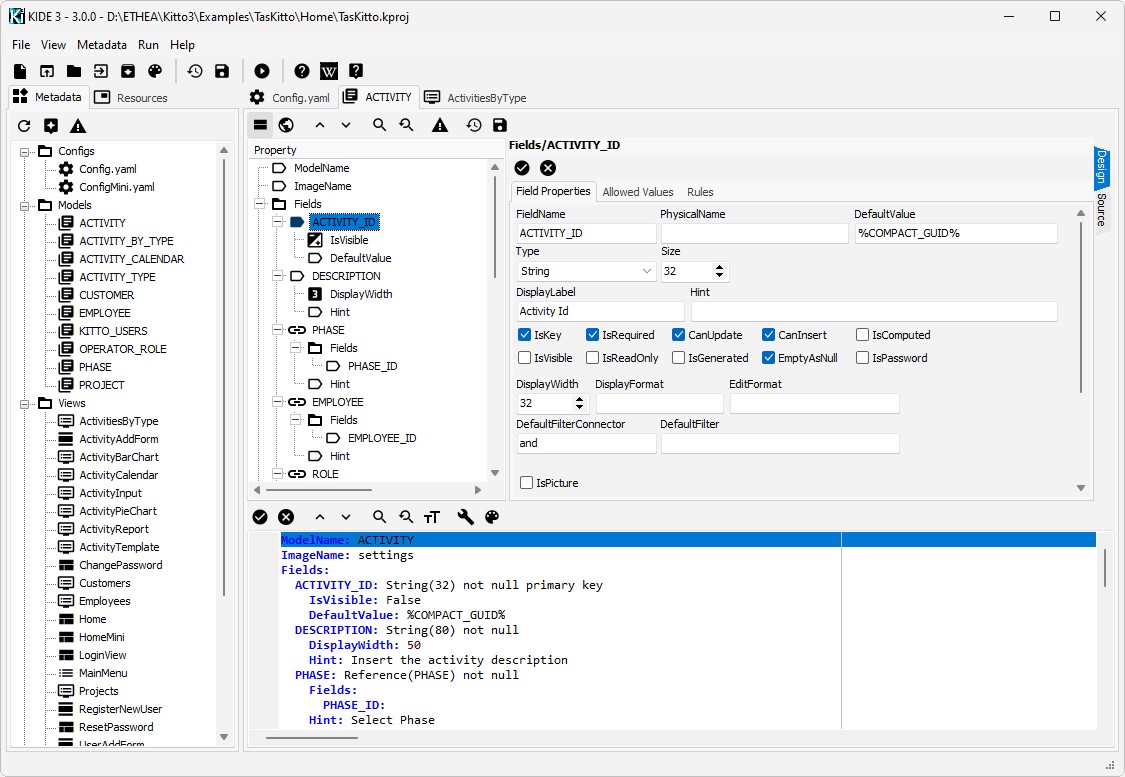 KIDE 3 - 3.0.0 - D:\ETHEA\Kitto3\Examples\TasKitto\Home\TasKitto.kproj
File View Metadata Run Help
Metadata Resources
Configs
Config.yaml
ConfigMini.yaml
Models
ACTIVITY
ACTIVITY_BY_TYPE
ACTIVITY_CALENDAR
ACTIVITY_TYPE
CUSTOMER
EMPLOYEE
KITTO_USERS
OPERATOR_ROLE
PHASE
PROJECT
Views
ActivitiesByType
ActivityAddForm
ActivityBarChart
ActivityCalendar
ActivityInput
ActivityPieChart
ActivityReport
ActivityTemplate
ChangePassword
Customers
Employees
Home
HomeMini
LoginView
MainMenu
Projects
RegisterNewUser
ResetPassword
UserAddForm
Config.yaml ACTIVITY ActivitiesByType
Property
ModelName
ImageName
Fields
ACTIVITY_ID
IsVisible
DefaultValue
DESCRIPTION
DisplayWidth
Hint
PHASE
Fields
PHASE_ID
Hint
EMPLOYEE
Fields
EMPLOYEE_ID
Hint
ROLE
Fields/ACTIVITY_ID
Field Properties Allowed Values Rules
FieldName PhysicalName DefaultValue
ACTIVITY_ID %COMPACT_GUID%
Type Size
String 32
DisplayLabel Hint
Activity Id
IsKey IsRequired CanUpdate CanInsert IsComputed
IsVisible IsReadOnly IsGenerated EmptyAsNull IsPassword
DisplayWidth DisplayFormat EditFormat
32
DefaultFilterConnector DefaultFilter
and
IsPicture
Design
Source
ModelName: ACTIVITY
ImageName: settings
Fields:
ACTIVITY_ID: String(32) not null primary key
IsVisible: False
DefaultValue: %COMPACT_GUID%
DESCRIPTION: String(80) not null
DisplayWidth: 50
Hint: Insert the activity description
PHASE: Reference(PHASE) not null
Fields:
PHASE_ID:
Hint: Select Phase